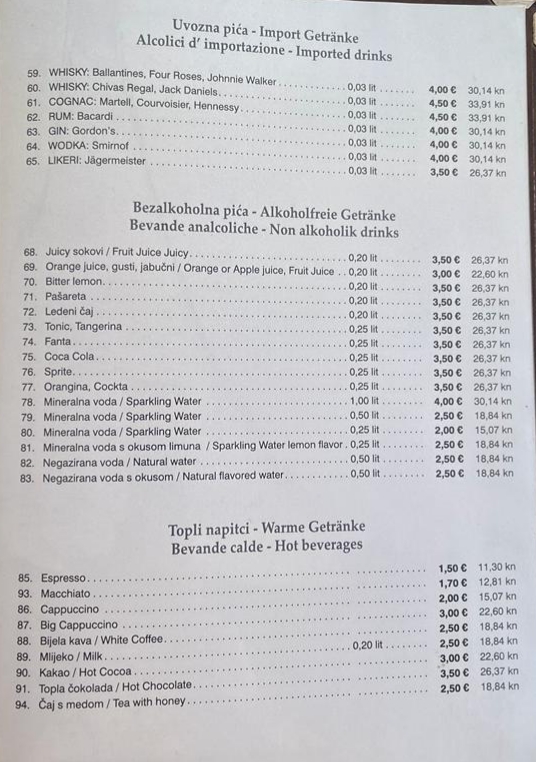 Uvozna pića - Import Getränke
Alcolici d' importazione - Imported drinks
59. WHISKY: Ballantines, Four Roses, Johnnie Walker 0,03 lit 4,00 € 30,14 kn
60. WHISKY: Chivas Regal, Jack Daniels 0,03 lit 4,50 € 33,91 kn
61. COGNAC: Martell, Courvoisier, Hennessy 0,03 lit 4,50 € 33,91 kn
62. RUM: Bacardi 0,03 lit 4,00 € 30,14 kn
63. GIN: Gordon's 0,03 lit 4,00 € 30,14 kn
64. WODKA: Smirnof 0,03 lit 4,00 € 30,14 kn
65. LIKERI: Jägermeister 0,03 lit 3,50 € 26,37 kn
Bezalkoholna pića - Alkoholfreie Getränke
Bevande analcoliche - Non alkoholik drinks
68. Juicy sokovi / Fruit Juice Juicy 0,20 lit 3,50 € 26,37 kn
69. Orange juice, gusti, jabučni / Orange or Apple juice, Fruit Juice 0,20 lit 3,00 € 22,60 kn
70. Bitter lemon 0,20 lit 3,50 € 26,37 kn
71. Pašareta 0,20 lit 3,50 € 26,37 kn
72. Ledeni čaj 0,20 lit 3,50 € 26,37 kn
73. Tonic, Tangerina 0,25 lit 3,50 € 26,37 kn
74. Fanta 0,25 lit 3,50 € 26,37 kn
75. Coca Cola 0,25 lit 3,50 € 26,37 kn
76. Sprite 0,25 lit 3,50 € 26,37 kn
77. Orangina, Cockta 0,25 lit 3,50 € 26,37 kn
78. Mineralna voda / Sparkling Water 1,00 lit 4,00 € 30,14 kn
79. Mineralna voda / Sparkling Water 0,50 lit 2,50 € 18,84 kn
80. Mineralna voda / Sparkling Water 0,25 lit 2,00 € 15,07 kn
81. Mineralna voda s okusom limuna / Sparkling Water lemon flavor 0,25 lit 2,50 € 18,84 kn
82. Negazirana voda / Natural water 0,50 lit 2,50 € 18,84 kn
83. Negazirana voda s okusom / Natural flavored water 0,50 lit 2,50 € 18,84 kn
Topli napitci - Warme Getränke
Bevande calde - Hot beverages
85. Espresso 1,50 € 11,30 kn
93. Macchiato 1,70 € 12,81 kn
86. Cappuccino 2,00 € 15,07 kn
87. Big Cappuccino 3,00 € 22,60 kn
88. Bijela kava / White Coffee 2,50 € 18,84 kn
89. Mlijeko / Milk 0,20 lit 2,50 € 18,84 kn
90. Kakao / Hot Cocoa 3,00 € 22,60 kn
91. Topla čokolada / Hot Chocolate 3,50 € 26,37 kn
94. Čaj s medom / Tea with honey 2,50 € 18,84 kn